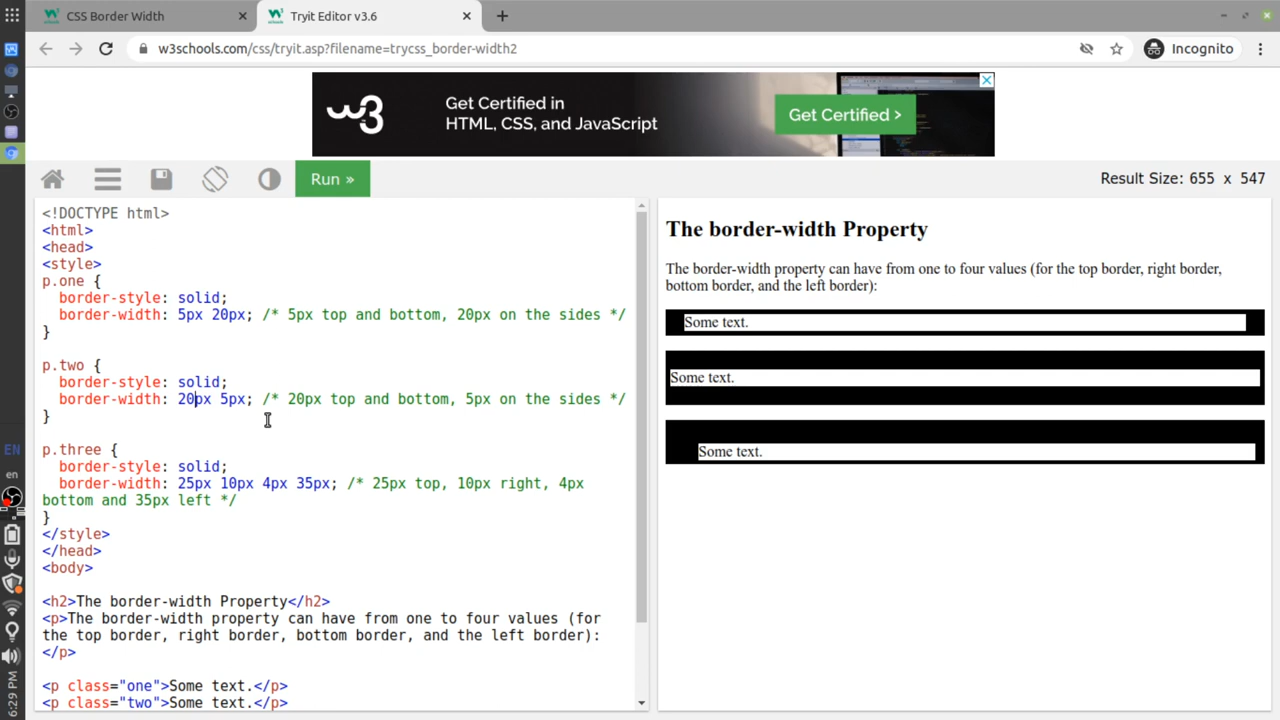 CSS Border Width
Tryit Editor v3.6
w3schools.com/css/tryit.asp?filename=trycss_border-width2
Incognito
w3
Get Certified in
HTML, CSS, and JavaScript
Get Certified >
Run »
Result Size: 655 x 547
<!DOCTYPE html>
<html>
<head>
<style>
p.one {
  border-style: solid;
  border-width: 5px 20px; /* 5px top and bottom, 20px on the sides */
}
p.two {
  border-style: solid;
  border-width: 20px 5px; /* 20px top and bottom, 5px on the sides */
}
p.three {
  border-style: solid;
  border-width: 25px 10px 4px 35px; /* 25px top, 10px right, 4px
bottom and 35px left */
}
</style>
</head>
<body>
<h2>The border-width Property</h2>
<p>The border-width property can have from one to four values (for
the top border, right border, bottom border, and the left border):
</p>
<p class="one">Some text.</p>
<p class="two">Some text.</p>
The border-width Property
The border-width property can have from one to four values (for the top border, right border,
bottom border, and the left border):
Some text.
Some text.
Some text.
EN
en
6:29 PM